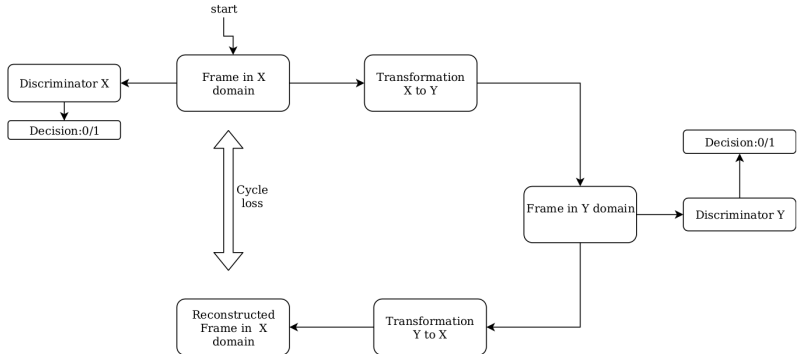 start
Discriminator X
Frame in X
domain
Transformation
X to Y
Decision:0/1
Decision:0/1
Cycle
loss
Frame in Y domain
Discriminator Y
Reconstructed
Frame in X
domain
Transformation
Y to X